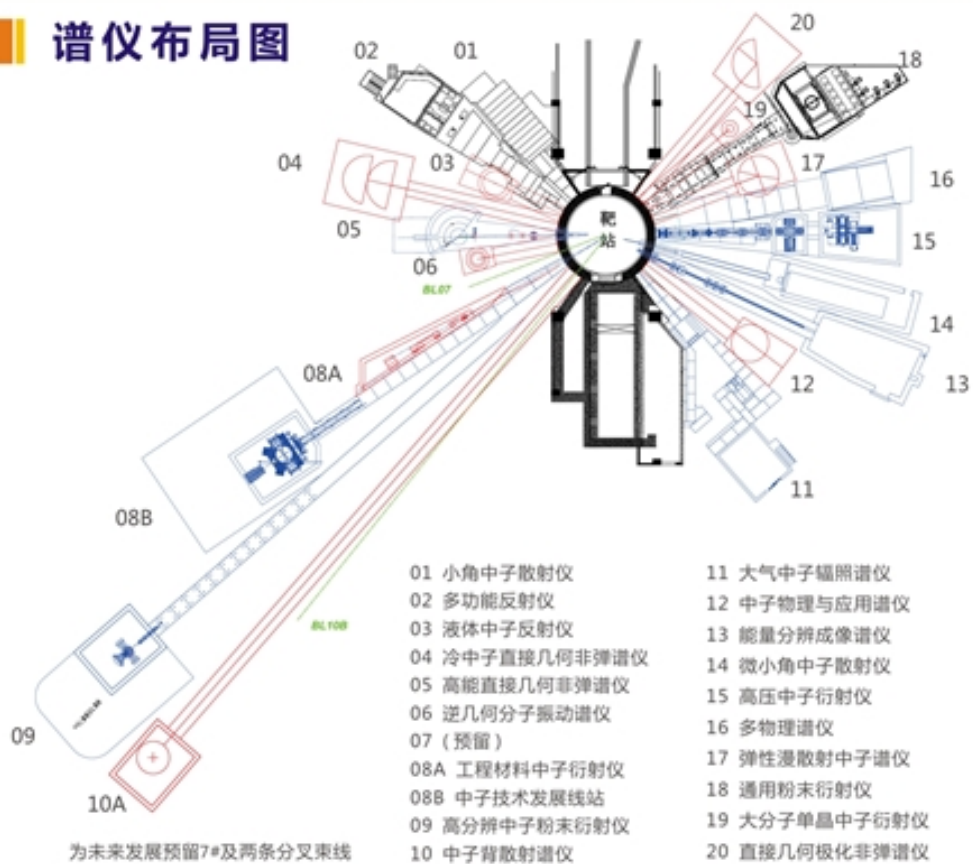 谱仪布局图
02
01
20
18
19
04
03
17
16
靶
站
05
15
06
BL07
14
08A
13
12
11
08B
BL10B
09
10A
01 小角中子散射仪
02 多功能反射仪
03 液体中子反射仪
04 冷中子直接几何非弹谱仪
05 高能直接几何非弹谱仪
06 逆几何分子振动谱仪
07 (预留)
08A 工程材料中子衍射仪
08B 中子技术发展线站
09 高分辨中子粉末衍射仪
10 中子背散射谱仪
11 大气中子辐照谱仪
12 中子物理与应用谱仪
13 能量分辨成像谱仪
14 微小角中子散射仪
15 高压中子衍射仪
16 多物理谱仪
17 弹性漫散射中子谱仪
18 通用粉末衍射仪
19 大分子单晶中子衍射仪
20 直接几何极化非弹谱仪
为未来发展预留7#及两条分叉束线